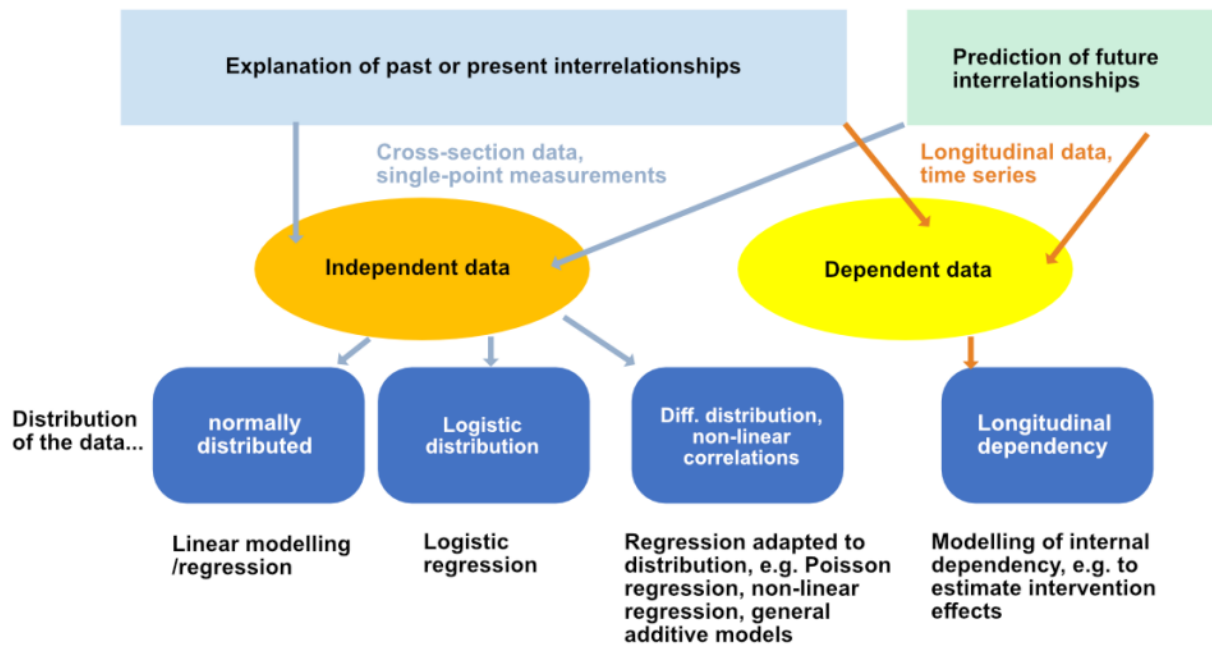 Explanation of past or present interrelationships
Prediction of future
interrelationships
Cross-section data,
single-point measurements
Longitudinal data,
time series
Independent data
Dependent data
Distribution
of the data...
normally
distributed
Logistic
distribution
Diff. distribution,
non-linear
correlations
Longitudinal
dependency
Linear modelling
/regression
Logistic
regression
Regression adapted to
distribution, e.g. Poisson
regression, non-linear
regression, general
additive models
Modelling of internal
dependency, e.g. to
estimate intervention
effects